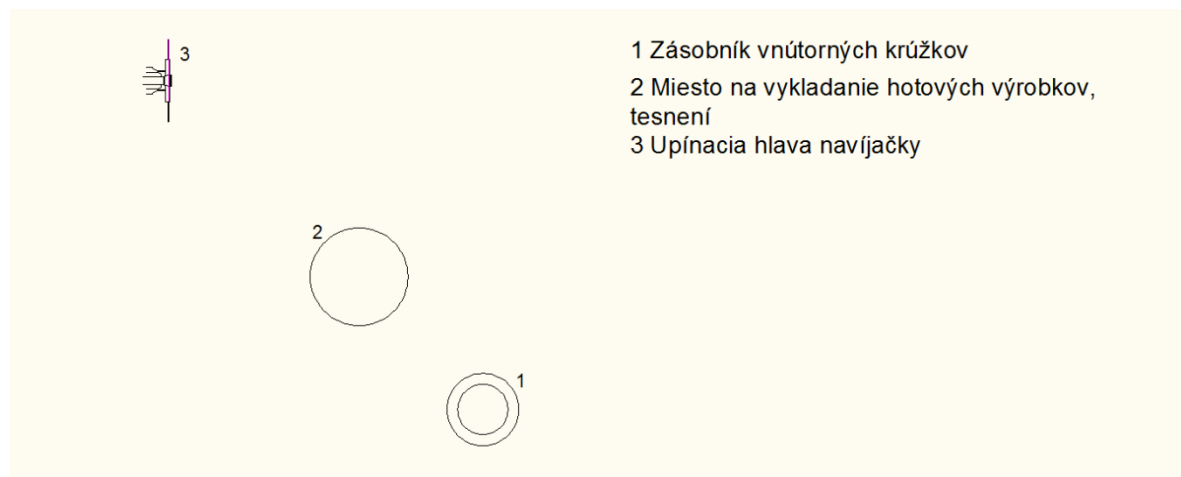 3
1 Zásobník vnútorných krúžkov
2 Miesto na vykladanie hotových výrobkov,
tesnení
3 Upínacia hlava navíjačky
2
1